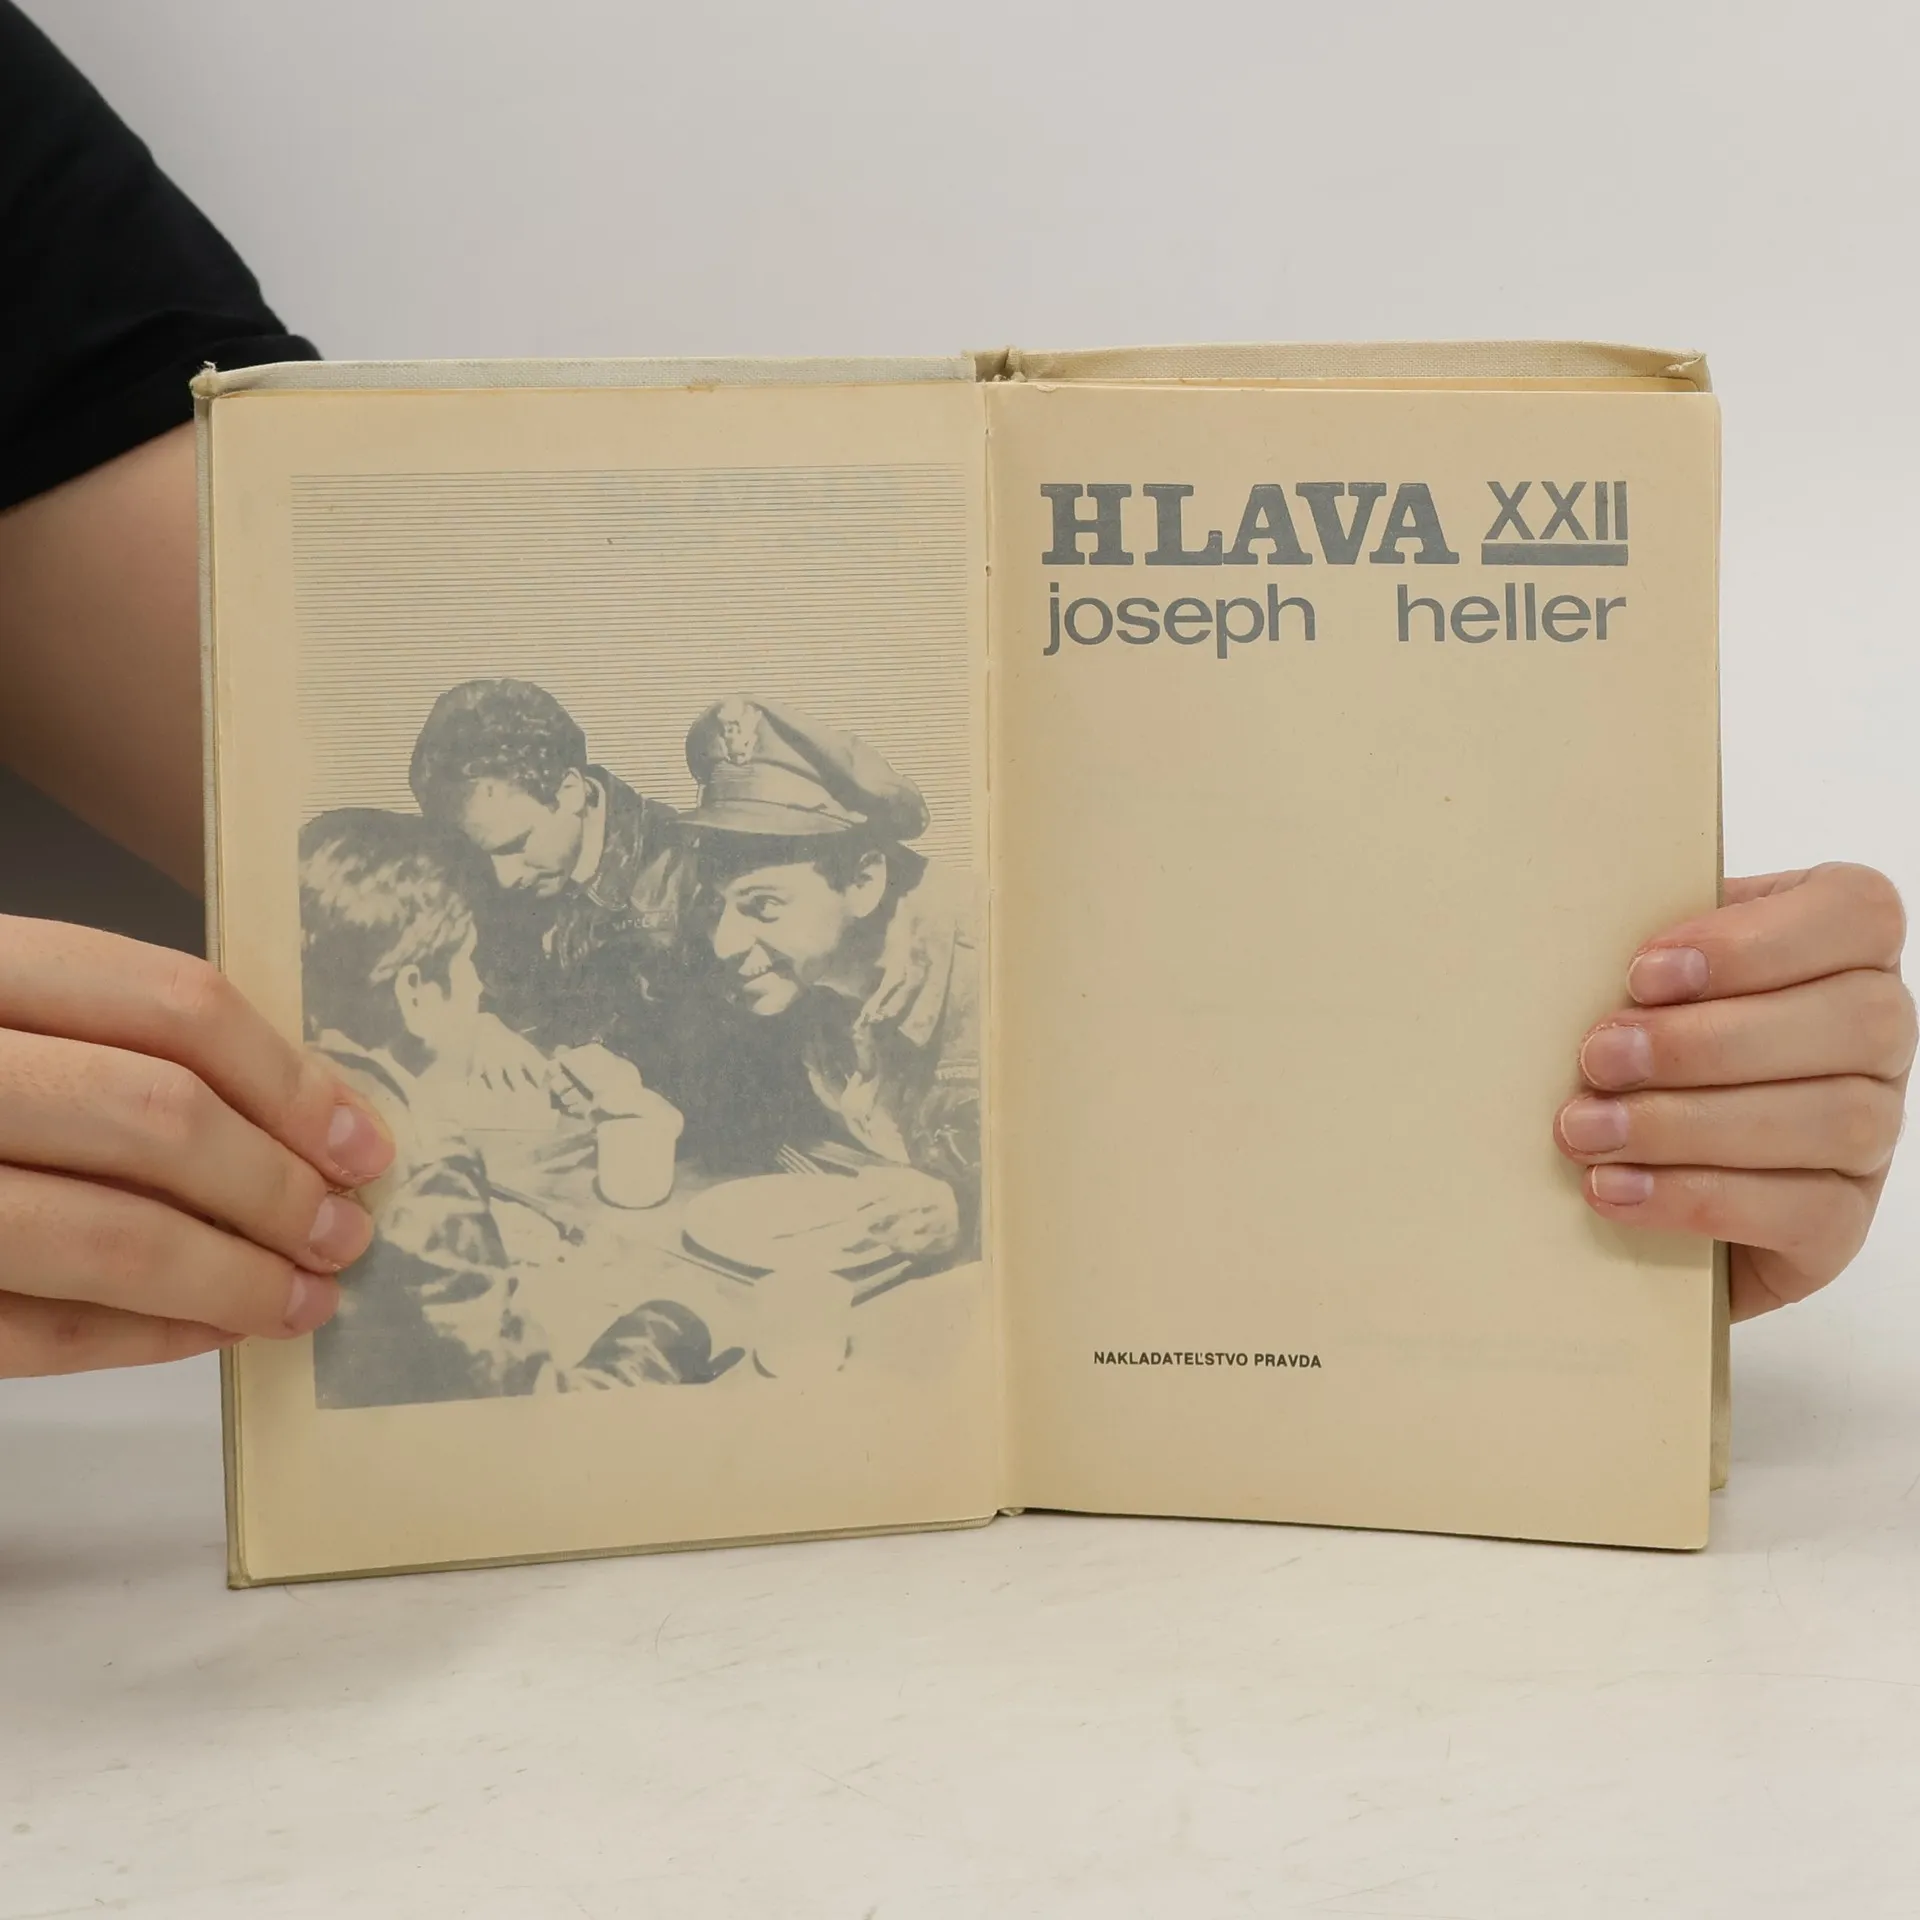 HLAVA XXII
joseph heller
NAKLADATEĽSTVO PRAVDA